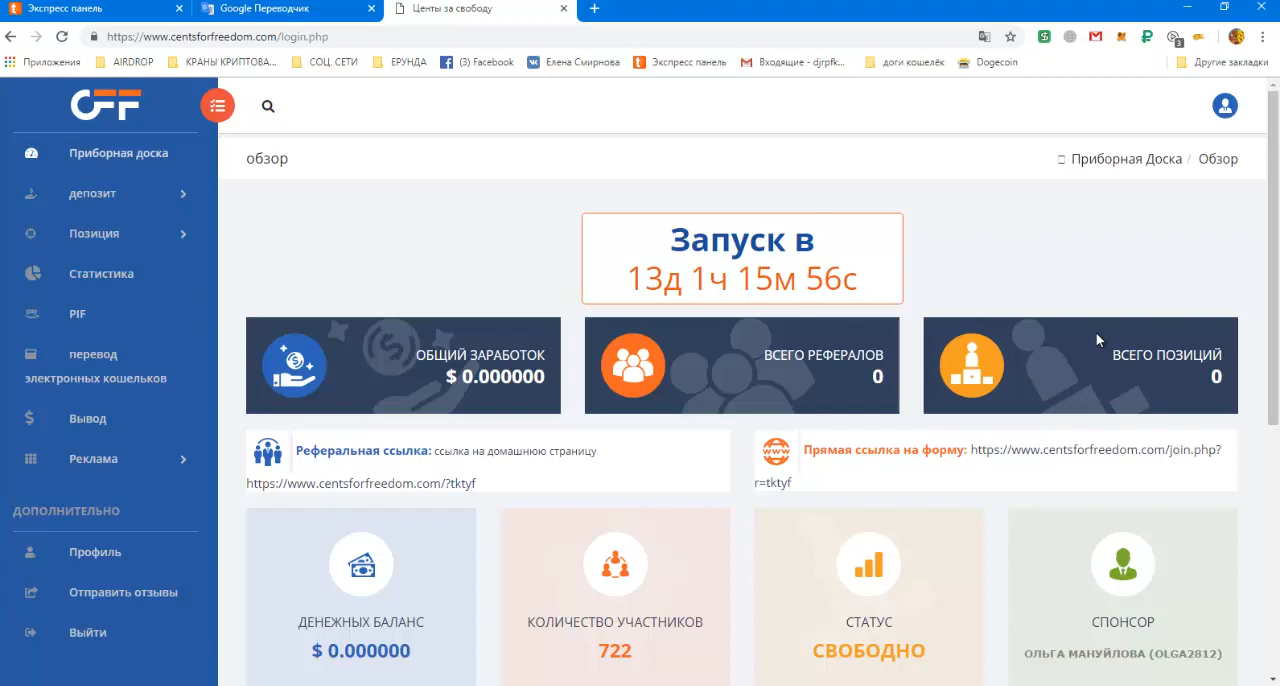 Экспресс панель
Google Переводчик
Центы за свободу
https://www.centsforfreedom.com/login.php
Приложения
AIRDROP
КРАНЫ КРИПТОВА...
СОЦ. СЕТИ
ЕРУНДА
(3) Facebook
Елена Смирнова
Экспресс панель
Входящие - djrpfk...
доги кошелёк
Dogecoin
Другие закладки
CFF
Приборная доска
депозит
Позиция
Статистика
PIF
перевод
электронных кошельков
Вывод
Реклама
ДОПОЛНИТЕЛЬНО
Профиль
Отправить отзывы
Выйти
обзор
Приборная Доска / Обзор
Запуск в
13д 1ч 15м 56с
ОБЩИЙ ЗАРАБОТОК
$ 0.000000
ВСЕГО РЕФЕРАЛОВ
0
ВСЕГО ПОЗИЦИЙ
0
Реферальная ссылка: ссылка на домашнюю страницу
https://www.centsforfreedom.com/?tktyf
Прямая ссылка на форму: https://www.centsforfreedom.com/join.php?
r=tktyf
ДЕНЕЖНЫХ БАЛАНС
$ 0.000000
КОЛИЧЕСТВО УЧАСТНИКОВ
722
СТАТУС
СВОБОДНО
СПОНСОР
ОЛЬГА МАНУЙЛОВА (OLGA2812)